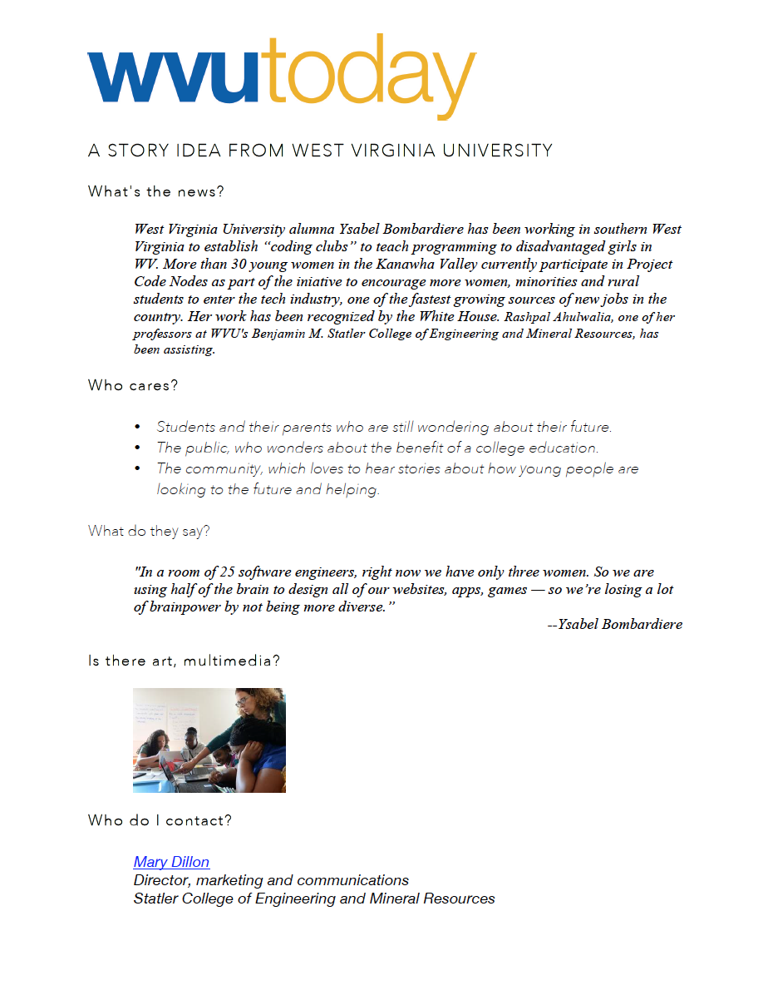 wvutoday
A STORY IDEA FROM WEST VIRGINIA UNIVERSITY
What's the news?
West Virginia University alumna Ysabel Bombardiere has been working in southern West
Virginia to establish “coding clubs” to teach programming to disadvantaged girls in
WV. More than 30 young women in the Kanawha Valley currently participate in Project
Code Nodes as part of the iniative to encourage more women, minorities and rural
students to enter the tech industry, one of the fastest growing sources of new jobs in the
country. Her work has been recognized by the White House. Rashpal Ahulwalia, one of her
professors at WVU's Benjamin M. Statler College of Engineering and Mineral Resources, has
been assisting.
Who cares?
• Students and their parents who are still wondering about their future.
• The public, who wonders about the benefit of a college education.
• The community, which loves to hear stories about how young people are
looking to the future and helping.
What do they say?
"In a room of 25 software engineers, right now we have only three women. So we are
using half of the brain to design all of our websites, apps, games — so we’re losing a lot
of brainpower by not being more diverse.”
--Ysabel Bombardiere
Is there art, multimedia?
Who do I contact?
Mary Dillon
Director, marketing and communications
Statler College of Engineering and Mineral Resources